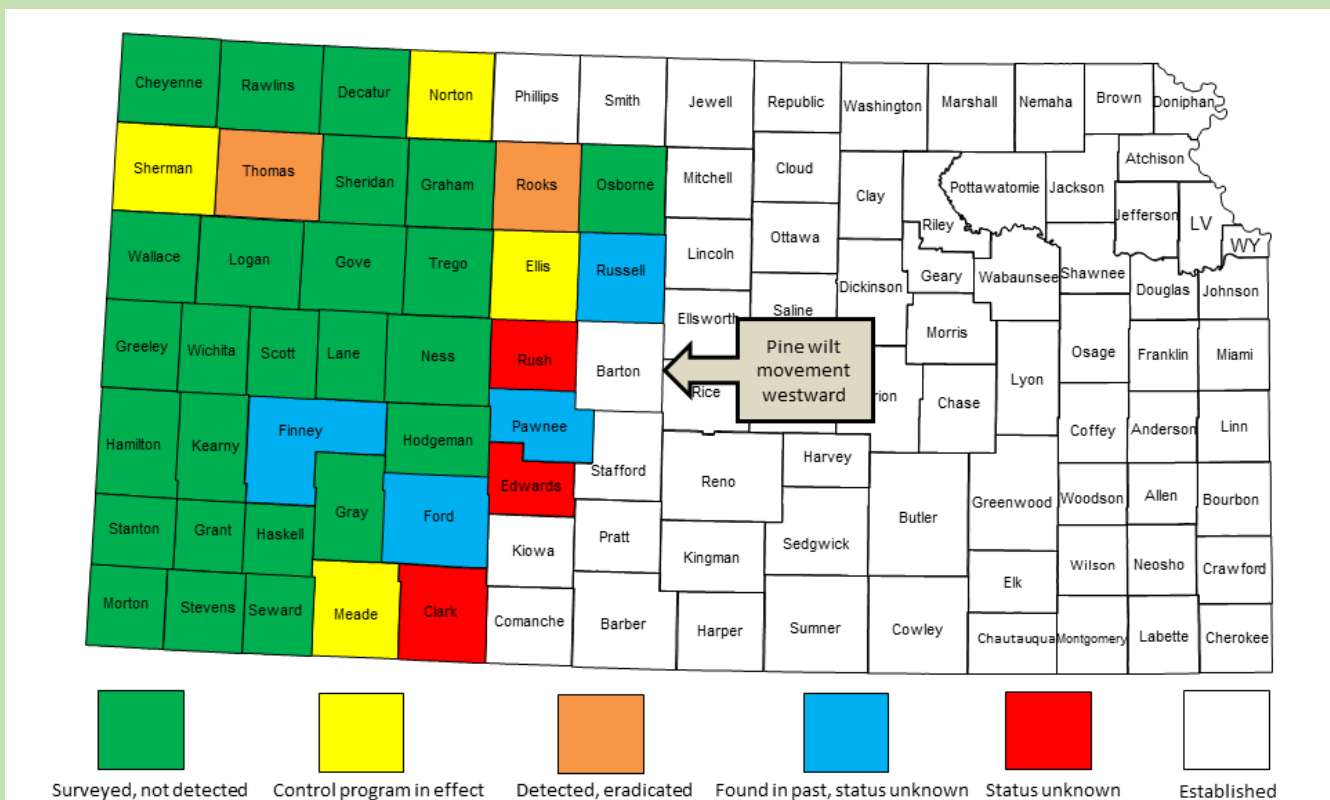 Cheyenne
Rawlins
Decatur
Norton
Phillips
Smith
Jewell
Republic
Washington
Marshall
Nemaha
Brown
Doniphan
Sherman
Thomas
Sheridan
Graham
Rooks
Osborne
Mitchell
Cloud
Clay
Riley
Pottawatomie
Jackson
Atchison
Jefferson
LV
WY
Wallace
Logan
Gove
Trego
Ellis
Russell
Lincoln
Ottawa
Dickinson
Geary
Wabaunsee
Shawnee
Douglas
Johnson
Greeley
Wichita
Scott
Lane
Ness
Rush
Barton
Ellsworth
Saline
Rice
Pine wilt
movement
westward
rion
Morris
Chase
Lyon
Osage
Franklin
Miami
Hamilton
Kearny
Finney
Hodgeman
Pawnee
Edwards
Stafford
Reno
Harvey
Coffey
Anderson
Linn
Stanton
Grant
Haskell
Gray
Ford
Kiowa
Pratt
Kingman
Sedgwick
Butler
Greenwood
Woodson
Allen
Bourbon
Morton
Stevens
Seward
Meade
Clark
Comanche
Barber
Harper
Sumner
Cowley
Elk
Chautauqua
Wilson
Neosho
Crawford
Montgomery
Labette
Cherokee
Surveyed, not detected
Control program in effect
Detected, eradicated
Found in past, status unknown
Status unknown
Established